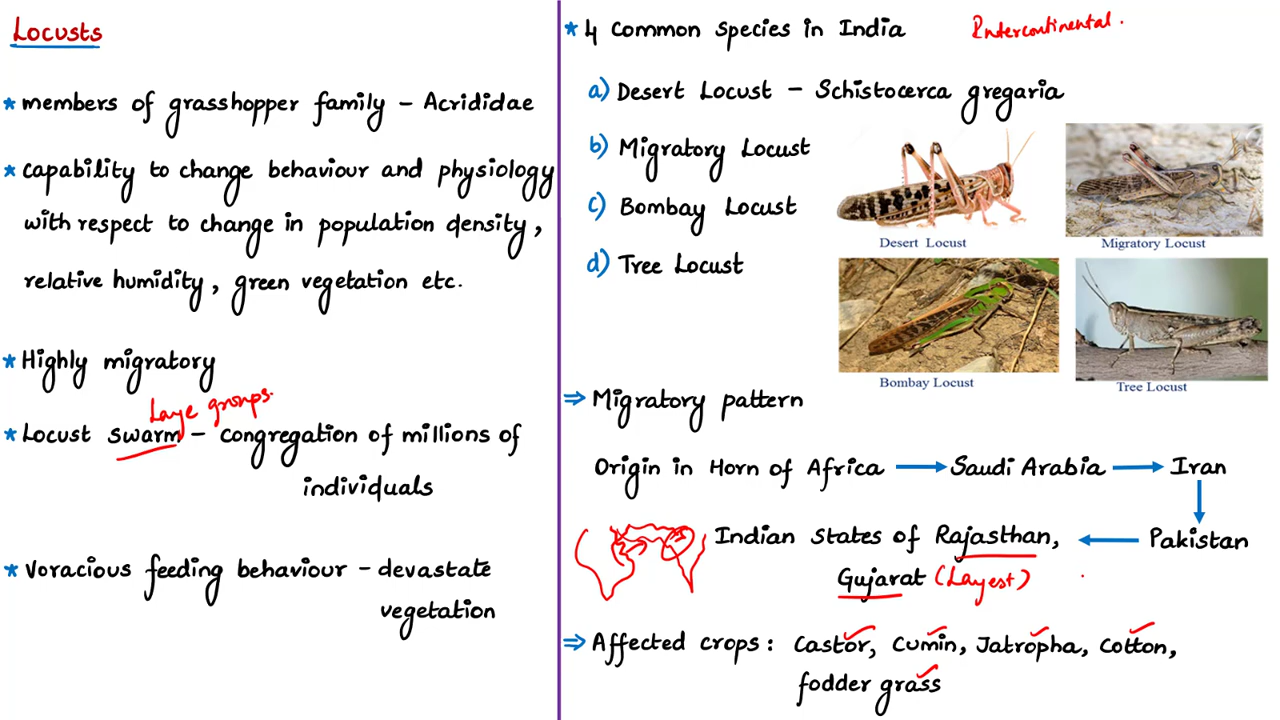 Locusts
* members of grasshopper family – Acrididae
* capability to change behaviour and physiology
with respect to change in population density,
relative humidity, green vegetation etc.
* Highly migratory
Large groups.
* Locust swarm – congregation of millions of
individuals
* voracious feeding behaviour – devastate
vegetation
* 4 common species in India
Intercontinental.
a) Desert Locust – Schistocerca gregaria
b) Migratory Locust
c) Bombay Locust
d) Tree Locust
Desert Locust
Migratory Locust
Bombay Locust
Tree Locust
⇒ Migratory pattern
Origin in Horn of Africa → Saudi Arabia → Iran
↓
Indian states of Rajasthan, ← Pakistan
Gujarat (Largest)
⇒ Affected crops : Castor, Cumin, Jatropha, Cotton,
fodder grass